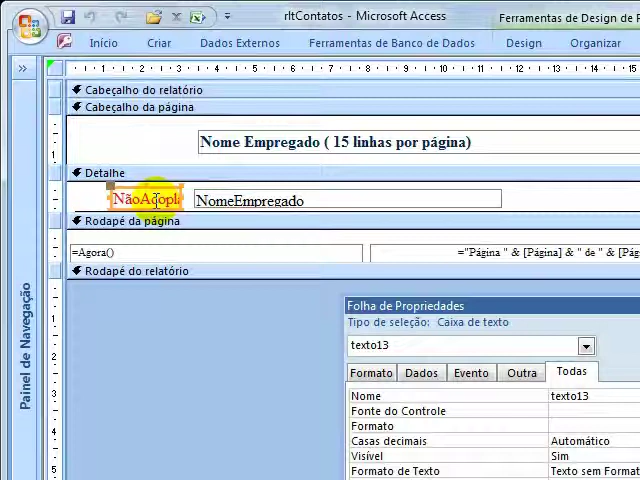 rltContatos - Microsoft Access
Ferramentas de Design de
Início Criar Dados Externos Ferramentas de Banco de Dados Design Organizar
Cabeçalho do relatório
Cabeçalho da página
Nome Empregado ( 15 linhas por página)
Detalhe
NomeEmpregado
Rodapé da página
=Agora()
="Página " & [Página] & " de " &
Rodapé do relatório
Painel de Navegação
Folha de Propriedades
Tipo de seleção: Caixa de texto
texto13
Formato Dados Evento Outra Todas
Nome texto13
Fonte do Controle
Formato
Casas decimais Automático
Visível Sim
Formato de Texto Texto sem